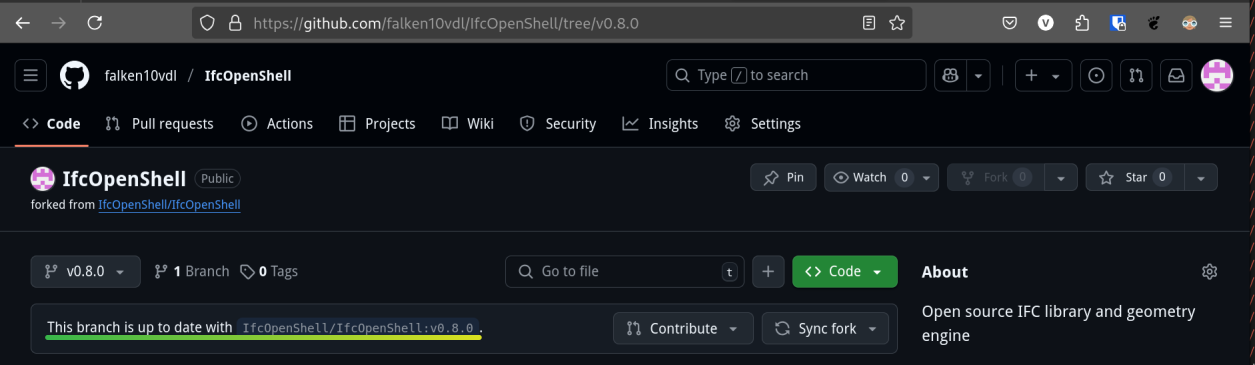 https://github.com/falken10vdl/IfcOpenShell/tree/v0.8.0
falken10vdl / IfcOpenShell
Type / to search
Code
Pull requests
Actions
Projects
Wiki
Security
Insights
Settings
IfcOpenShell Public
Pin
Watch 0
Fork 0
Star 0
forked from IfcOpenShell/IfcOpenShell
v0.8.0
1 Branch
0 Tags
Go to file t
Code
About
This branch is up to date with IfcOpenShell/IfcOpenShell:v0.8.0 .
Contribute
Sync fork
Open source IFC library and geometry
engine